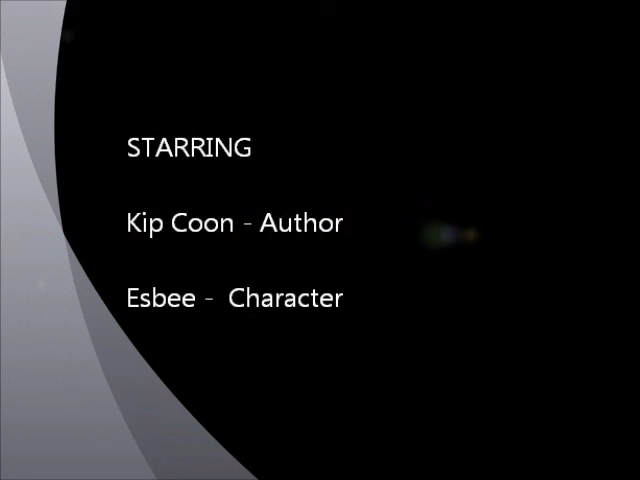 STARRING
Kip Coon - Author
Esbee - Character